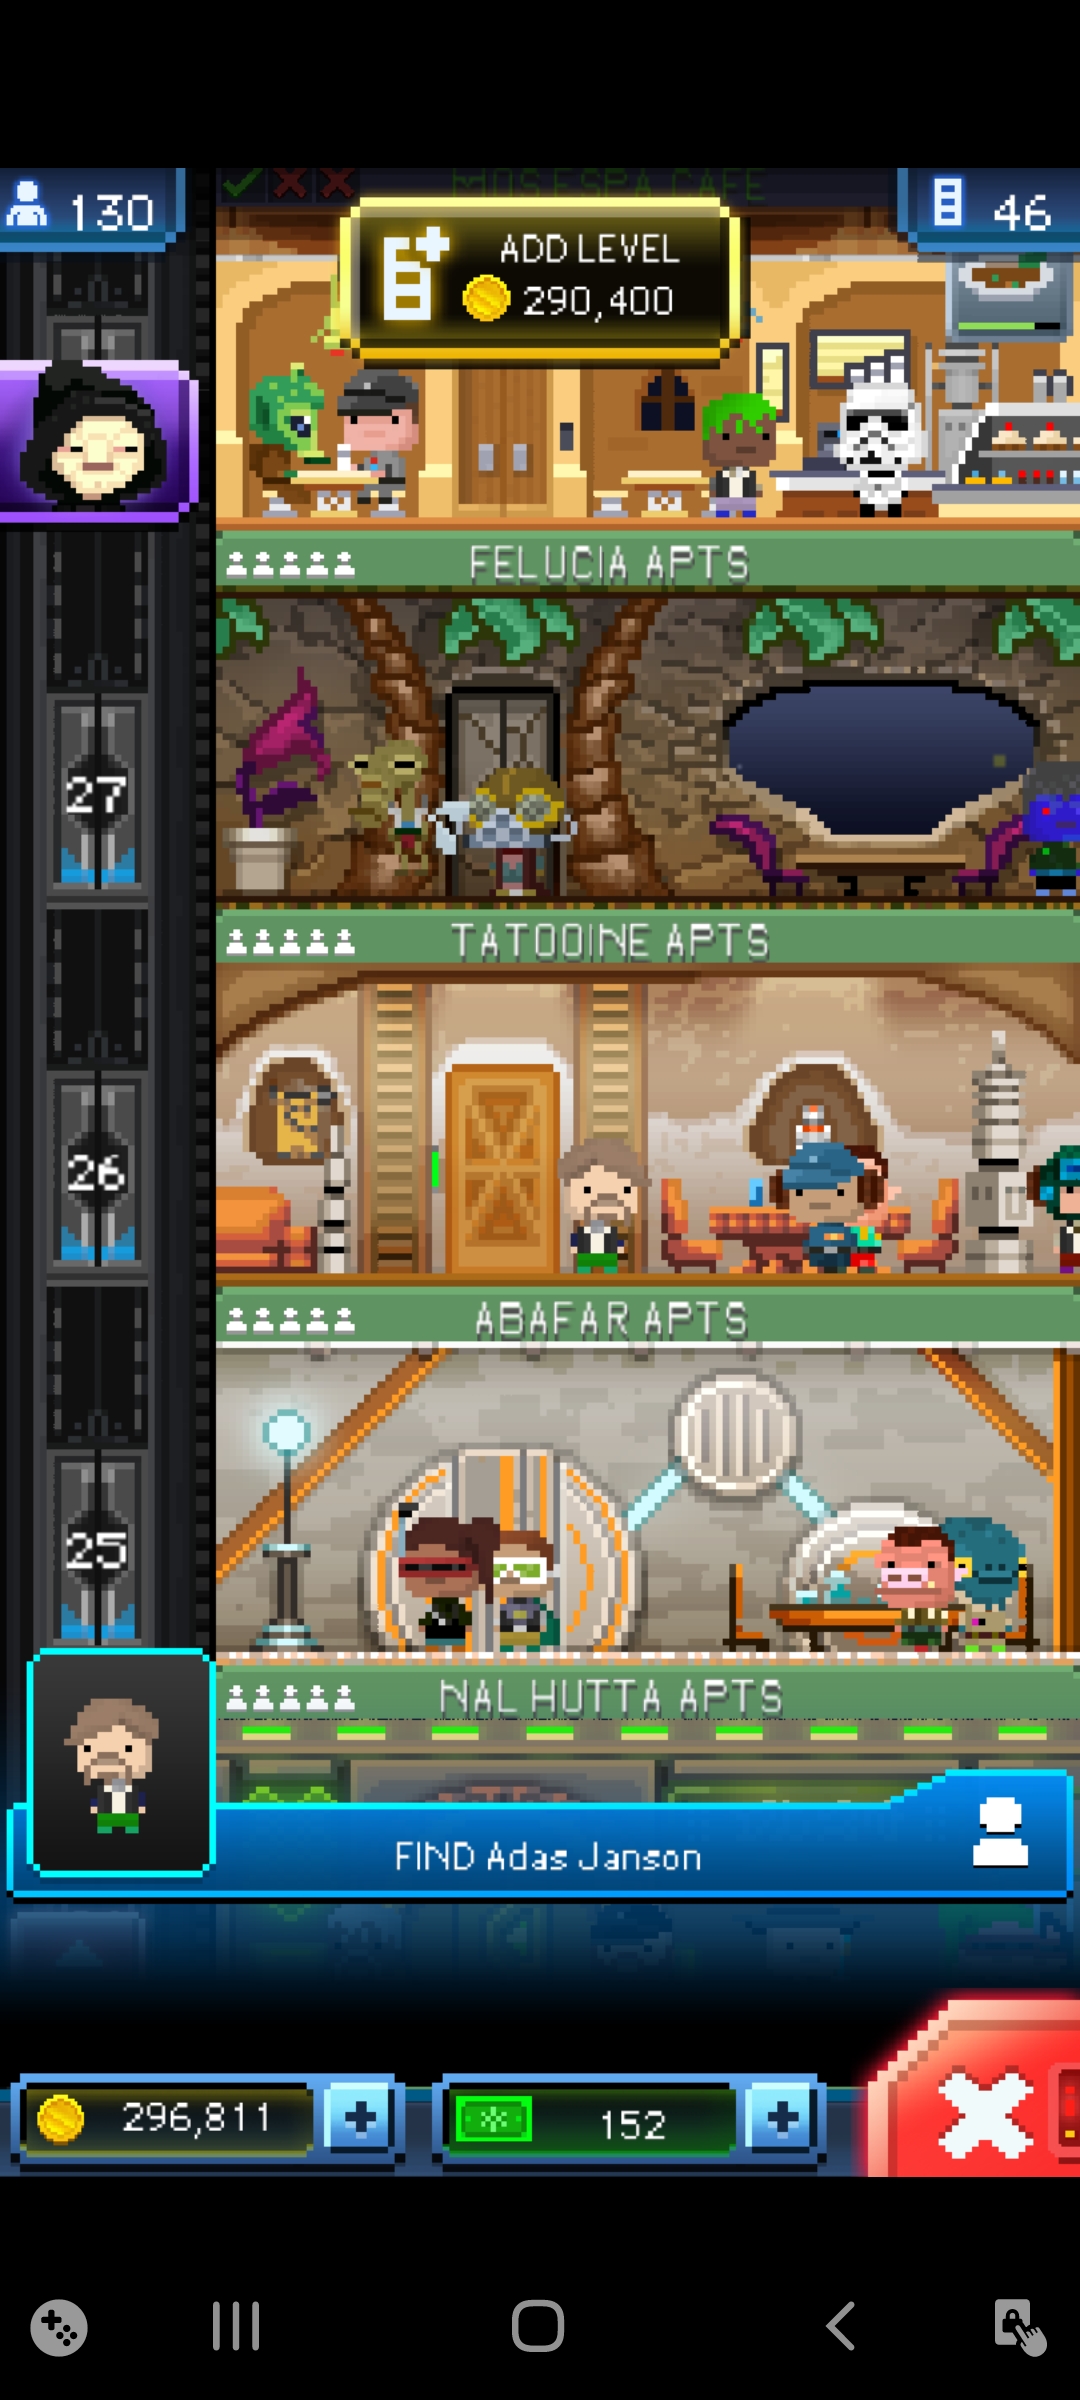 130
MOS ESPA CAFE
46
ADD LEVEL
290,400
FELUCIA APTS
27
TATOOINE APTS
26
ABAFAR APTS
25
NAL HUTTA APTS
FIND Adas Janson
296,811
152